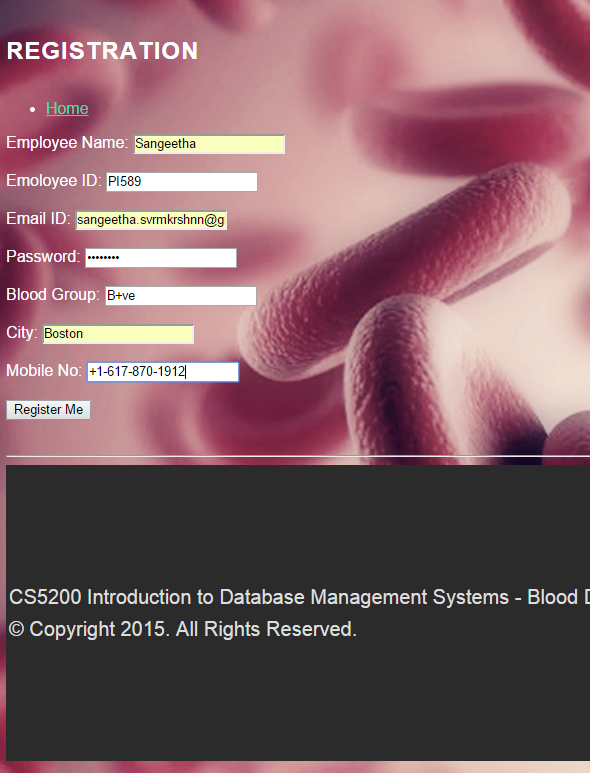 REGISTRATION
Home
Employee Name: Sangeetha
Emoloyee ID: PI589
Email ID: sangeetha.svrmkrshnn@g
Password: ••••••••
Blood Group: B+ve
City: Boston
Mobile No: +1-617-870-1912
Register Me
CS5200 Introduction to Database Management Systems - Blood
© Copyright 2015. All Rights Reserved.